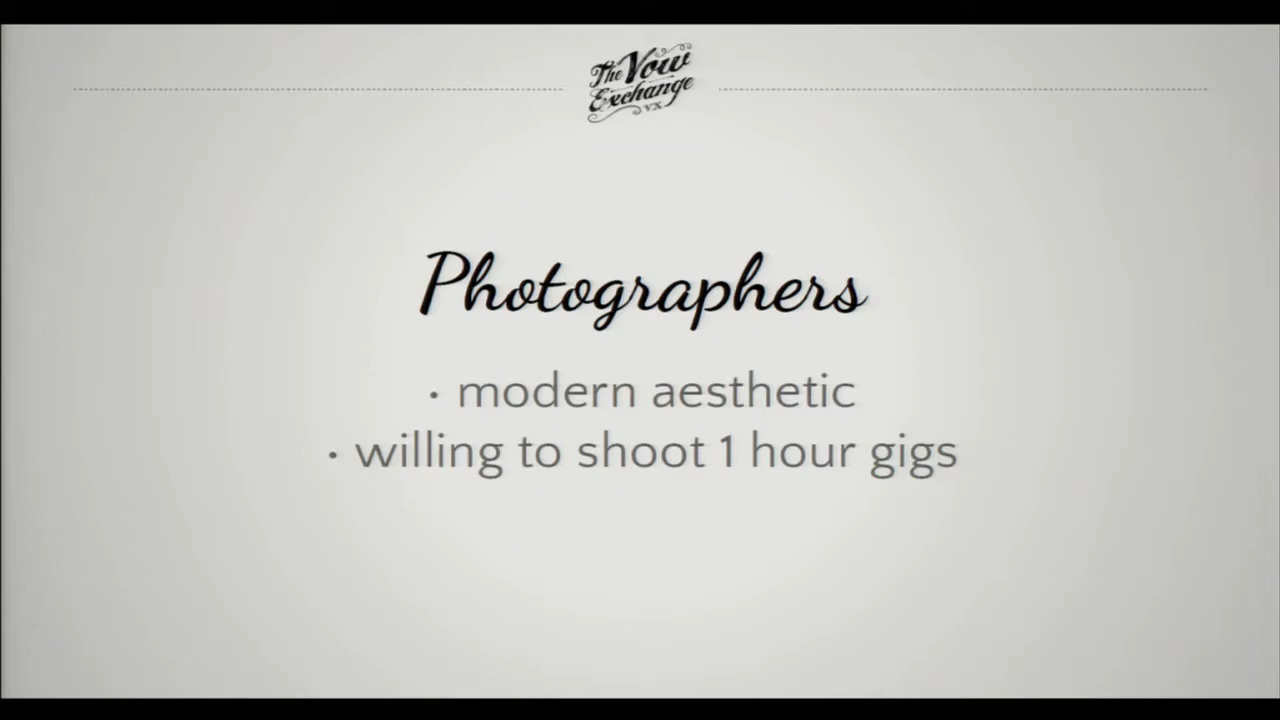 The Vow
Exchange
VX
Photographers
· modern aesthetic
· willing to shoot 1 hour gigs